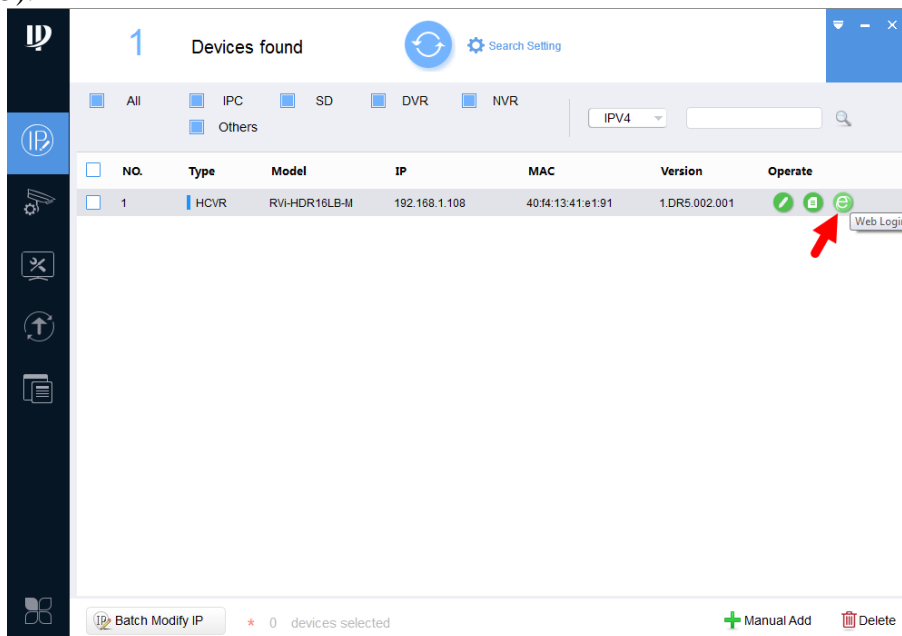 1 Devices found Search Setting
All IPC SD DVR NVR
Others
IPV4
NO. Type Model IP MAC Version Operate
1 HCVR RVi-HDR16LB-M 192.168.1.108 40:f4:13:41:e1:91 1.DR5.002.001
Web Login
Batch Modify IP * 0 devices selected Manual Add Delete